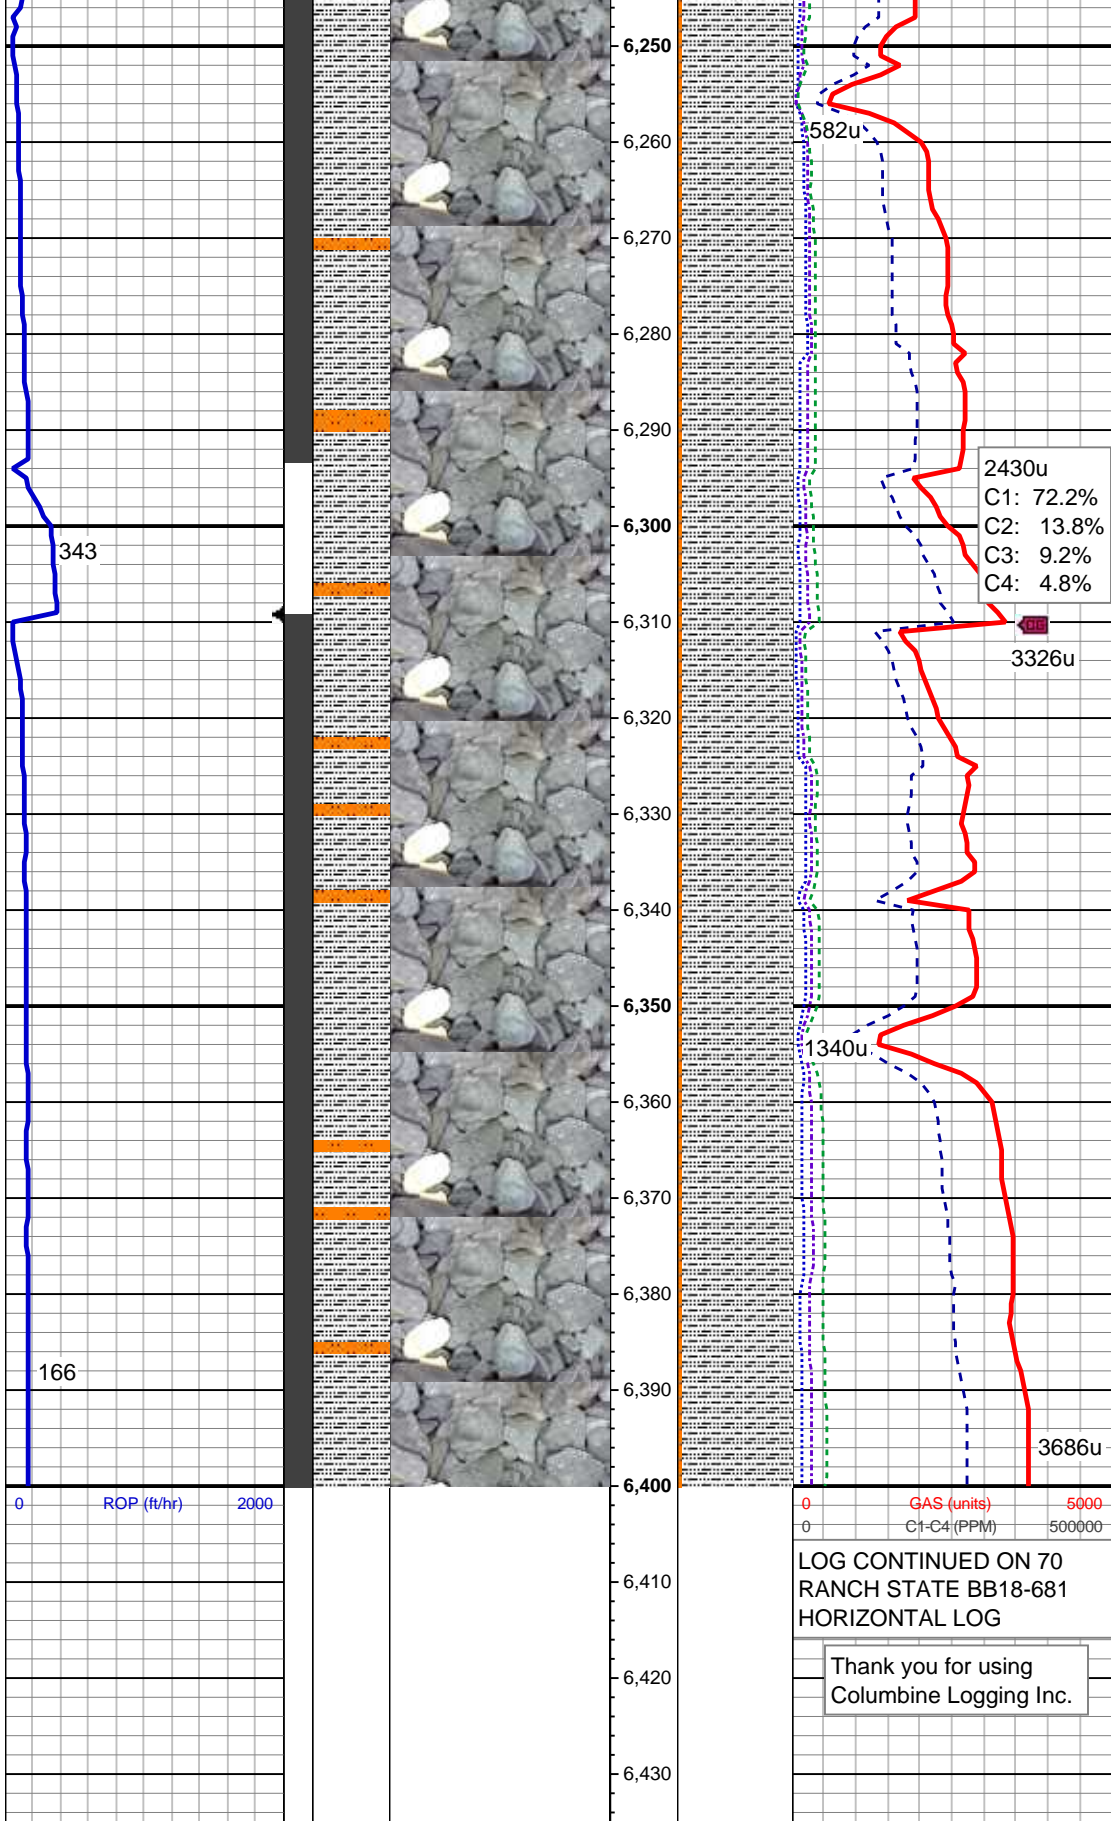 6,250
582u
6,260
6,270
6,280
6,290
2430u
C1: 72.2%
C2: 13.8%
C3: 9.2%
C4: 4.8%
6,300
343
6,310
CG
3326u
6,320
6,330
6,340
6,350
1340u
6,360
6,370
6,380
166
6,390
3686u
6,400
0 ROP (ft/hr) 2000
0 GAS (units) 5000
0 C1-C4 (PPM) 500000
LOG CONTINUED ON 70
RANCH STATE BB18-681
HORIZONTAL LOG
6,410
6,420
Thank you for using
Columbine Logging Inc.
6,430